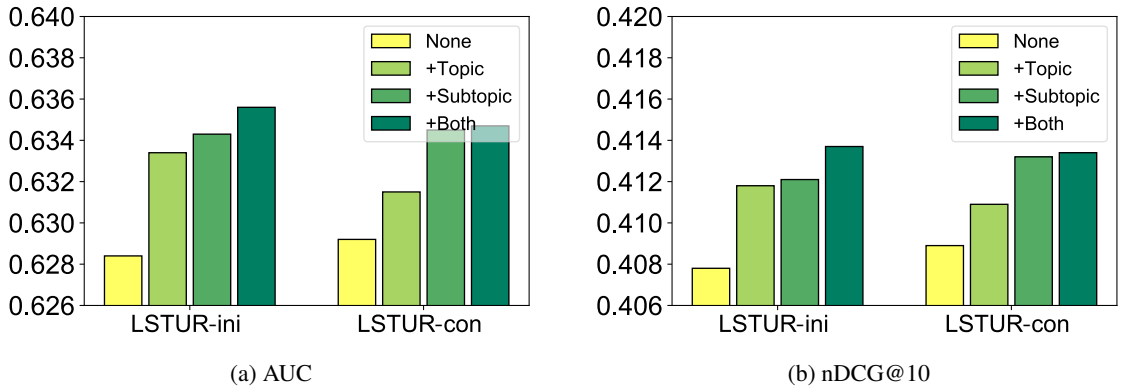 0.640
0.638
0.636
0.634
0.632
0.630
0.628
0.626
None
+Topic
+Subtopic
+Both
LSTUR-ini
LSTUR-con
(a) AUC
0.420
0.418
0.416
0.414
0.412
0.410
0.408
0.406
None
+Topic
+Subtopic
+Both
LSTUR-ini
LSTUR-con
(b) nDCG@10